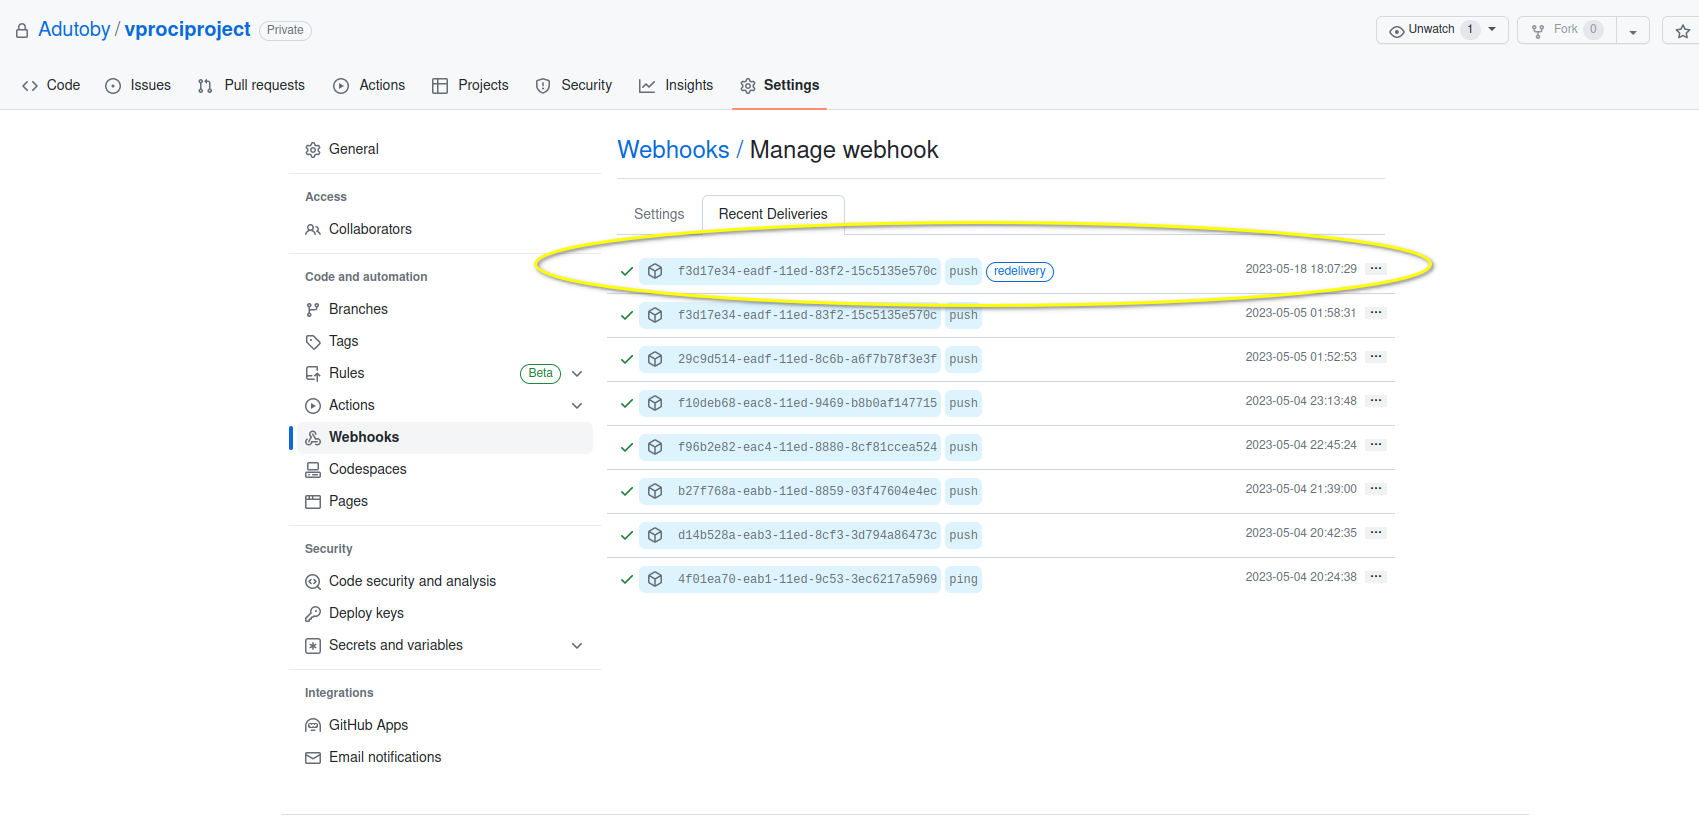 Adutoby / vprociproject Private
Unwatch 1
Fork 0
Code
Issues
Pull requests
Actions
Projects
Security
Insights
Settings
General
Access
Collaborators
Code and automation
Branches
Tags
Rules Beta
Actions
Webhooks
Codespaces
Pages
Security
Code security and analysis
Deploy keys
Secrets and variables
Integrations
GitHub Apps
Email notifications
Webhooks / Manage webhook
Settings
Recent Deliveries
f3d17e34-eadf-11ed-83f2-15c5135e570c push redelivery 2023-05-18 18:07:29 ...
f3d17e34-eadf-11ed-83f2-15c5135e570c push 2023-05-05 01:58:31 ...
29c9d514-eadf-11ed-8c6b-a6f7b78f3e3f push 2023-05-05 01:52:53 ...
f10deb68-eac8-11ed-9469-b8b0af147715 push 2023-05-04 23:13:48 ...
f96b2e82-eac4-11ed-8880-8cf81ccea524 push 2023-05-04 22:45:24 ...
b27f768a-eabb-11ed-8859-03f47604e4ec push 2023-05-04 21:39:00 ...
d14b528a-eab3-11ed-8cf3-3d794a86473c push 2023-05-04 20:42:35 ...
4f01ea70-eab1-11ed-9c53-3ec6217a5969 ping 2023-05-04 20:24:38 ...